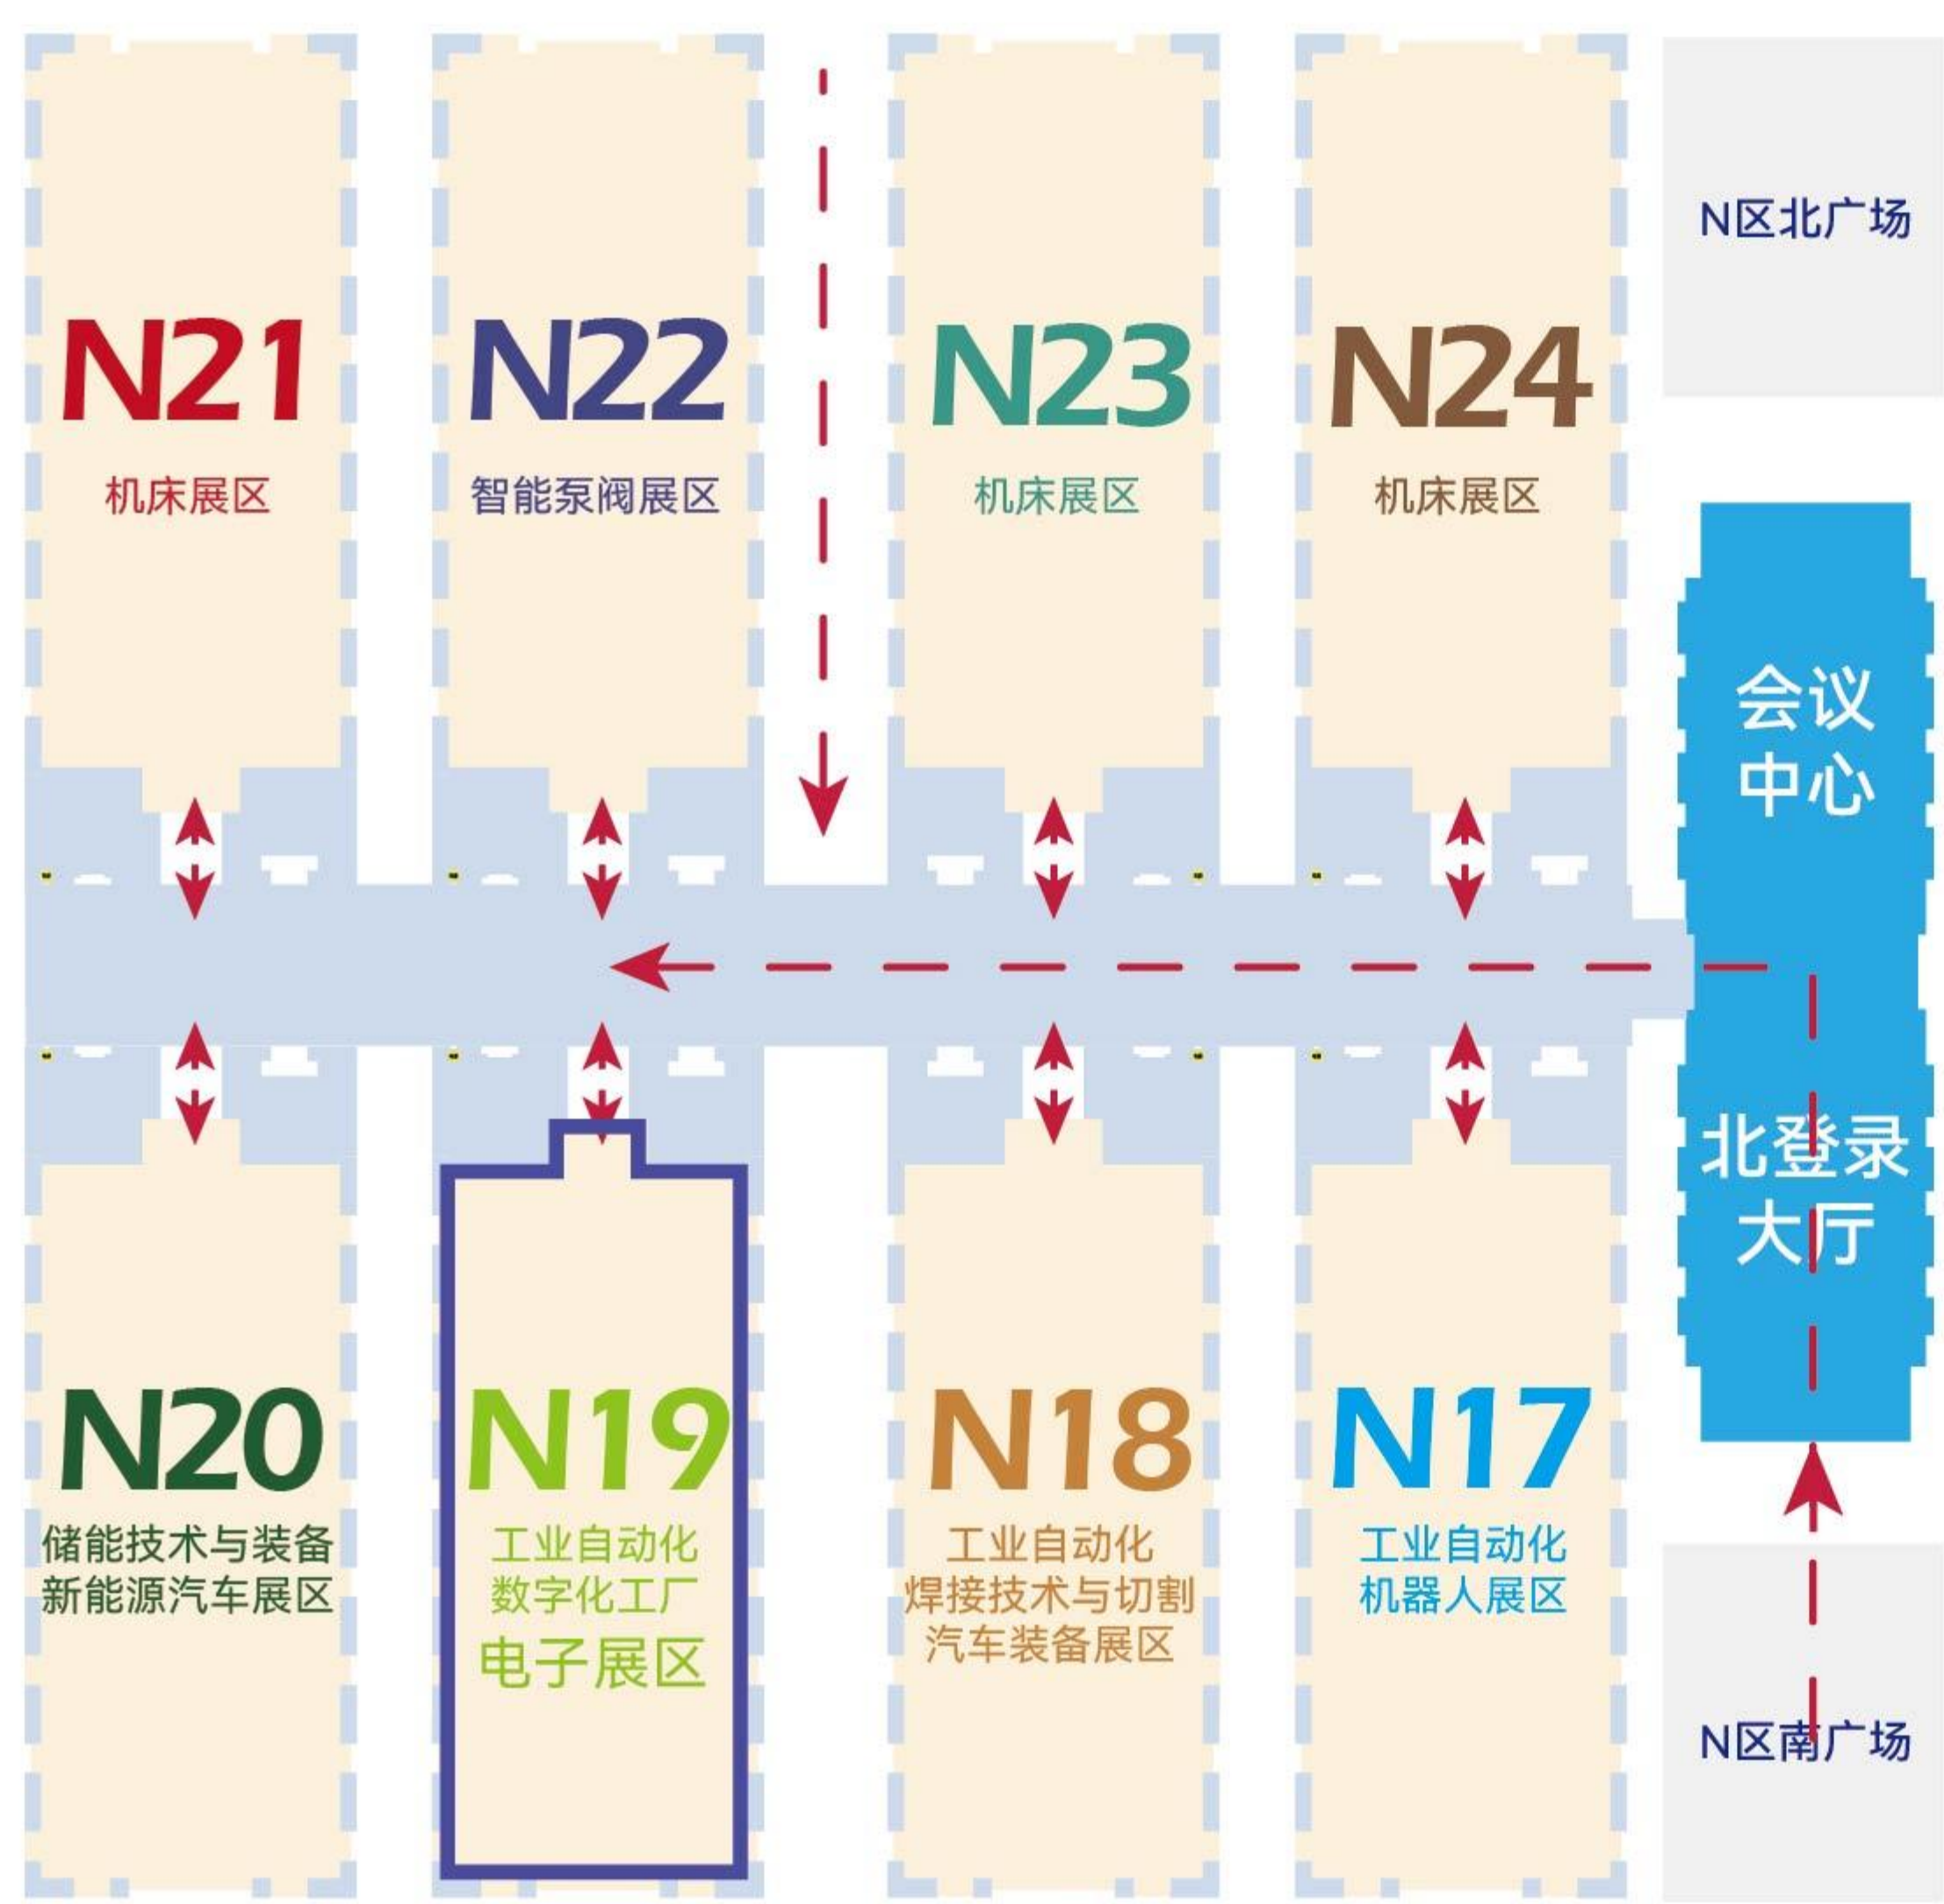 N21
机床展区
N22
智能泵阀展区
N23
机床展区
N24
机床展区
N区北广场
会议
中心
北登录
大厅
N20
储能技术与装备
新能源汽车展区
N19
工业自动化
数字化工厂
电子展区
N18
工业自动化
焊接技术与切割
汽车装备展区
N17
工业自动化
机器人展区
N区南广场